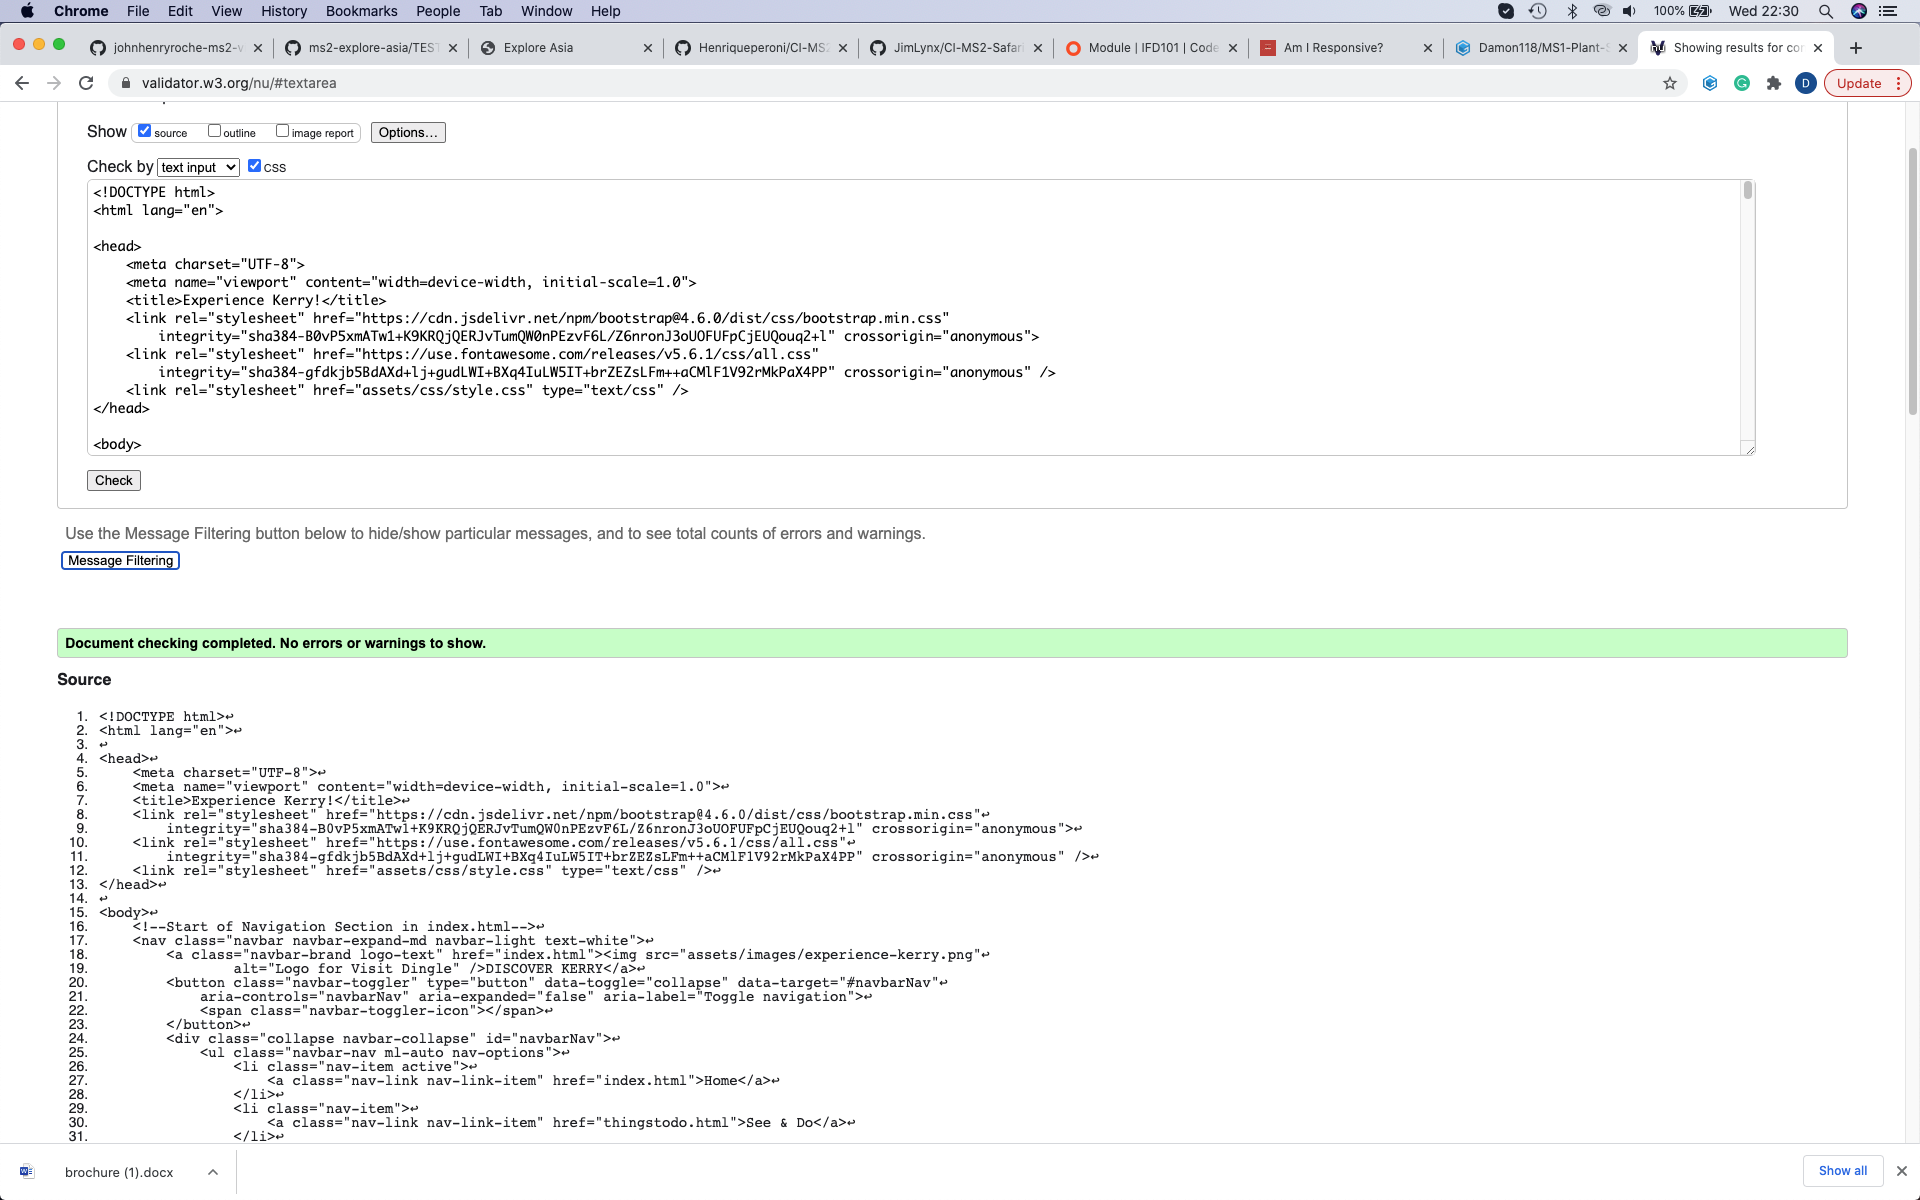 Chrome File Edit View History Bookmarks People Tab Window Help 100% Wed 22:30
johnhenryroche-ms2-v ms2-explore-asia/TEST Explore Asia Henriqueperoni/CI-MS2 JimLynx/CI-MS2-Safari Module | IFD101 | Code Am I Responsive? Damon118/MS1-Plant-S Showing results for con
validator.w3.org/nu/#textarea D Update
Show source outline image report Options...
Check by text input CSS
<!DOCTYPE html>
<html lang="en">
<head>
<meta charset="UTF-8">
<meta name="viewport" content="width=device-width, initial-scale=1.0">
<title>Experience Kerry!</title>
<link rel="stylesheet" href="https://cdn.jsdelivr.net/npm/bootstrap@4.6.0/dist/css/bootstrap.min.css"
integrity="sha384-B0vP5xmATw1+K9KRQjQERJvTumQW0nPEzvF6L/Z6nronJ3oUOFUFpCjEUQouq2+l" crossorigin="anonymous">
<link rel="stylesheet" href="https://use.fontawesome.com/releases/v5.6.1/css/all.css"
integrity="sha384-gfdkjb5BdAXd+lj+gudLWI+BXq4IuLW5IT+brZEZsLFm++aCMlF1V92rMkPaX4PP" crossorigin="anonymous" />
<link rel="stylesheet" href="assets/css/style.css" type="text/css" />
</head>
<body>
Check
Use the Message Filtering button below to hide/show particular messages, and to see total counts of errors and warnings.
Message Filtering
Document checking completed. No errors or warnings to show.
Source
1. <!DOCTYPE html>↩
2. <html lang="en">↩
3. ↩
4. <head>↩
5. <meta charset="UTF-8">↩
6. <meta name="viewport" content="width=device-width, initial-scale=1.0">↩
7. <title>Experience Kerry!</title>↩
8. <link rel="stylesheet" href="https://cdn.jsdelivr.net/npm/bootstrap@4.6.0/dist/css/bootstrap.min.css"↩
9. integrity="sha384-B0vP5xmATw1+K9KRQjQERJvTumQW0nPEzvF6L/Z6nronJ3oUOFUFpCjEUQouq2+l" crossorigin="anonymous">↩
10. <link rel="stylesheet" href="https://use.fontawesome.com/releases/v5.6.1/css/all.css"↩
11. integrity="sha384-gfdkjb5BdAXd+lj+gudLWI+BXq4IuLW5IT+brZEZsLFm++aCMlF1V92rMkPaX4PP" crossorigin="anonymous" />↩
12. <link rel="stylesheet" href="assets/css/style.css" type="text/css" />↩
13. </head>↩
14. ↩
15. <body>↩
16. <!--Start of Navigation Section in index.html-->↩
17. <nav class="navbar navbar-expand-md navbar-light text-white">↩
18. <a class="navbar-brand logo-text" href="index.html"><img src="assets/images/experience-kerry.png"↩
19. alt="Logo for Visit Dingle" />DISCOVER KERRY</a>↩
20. <button class="navbar-toggler" type="button" data-toggle="collapse" data-target="#navbarNav"↩
21. aria-controls="navbarNav" aria-expanded="false" aria-label="Toggle navigation">↩
22. <span class="navbar-toggler-icon"></span>↩
23. </button>↩
24. <div class="collapse navbar-collapse" id="navbarNav">↩
25. <ul class="navbar-nav ml-auto nav-options">↩
26. <li class="nav-item active">↩
27. <a class="nav-link nav-link-item" href="index.html">Home</a>↩
28. </li>↩
29. <li class="nav-item">↩
30. <a class="nav-link nav-link-item" href="thingstodo.html">See & Do</a>↩
31. </li>↩
brochure (1).docx Show all